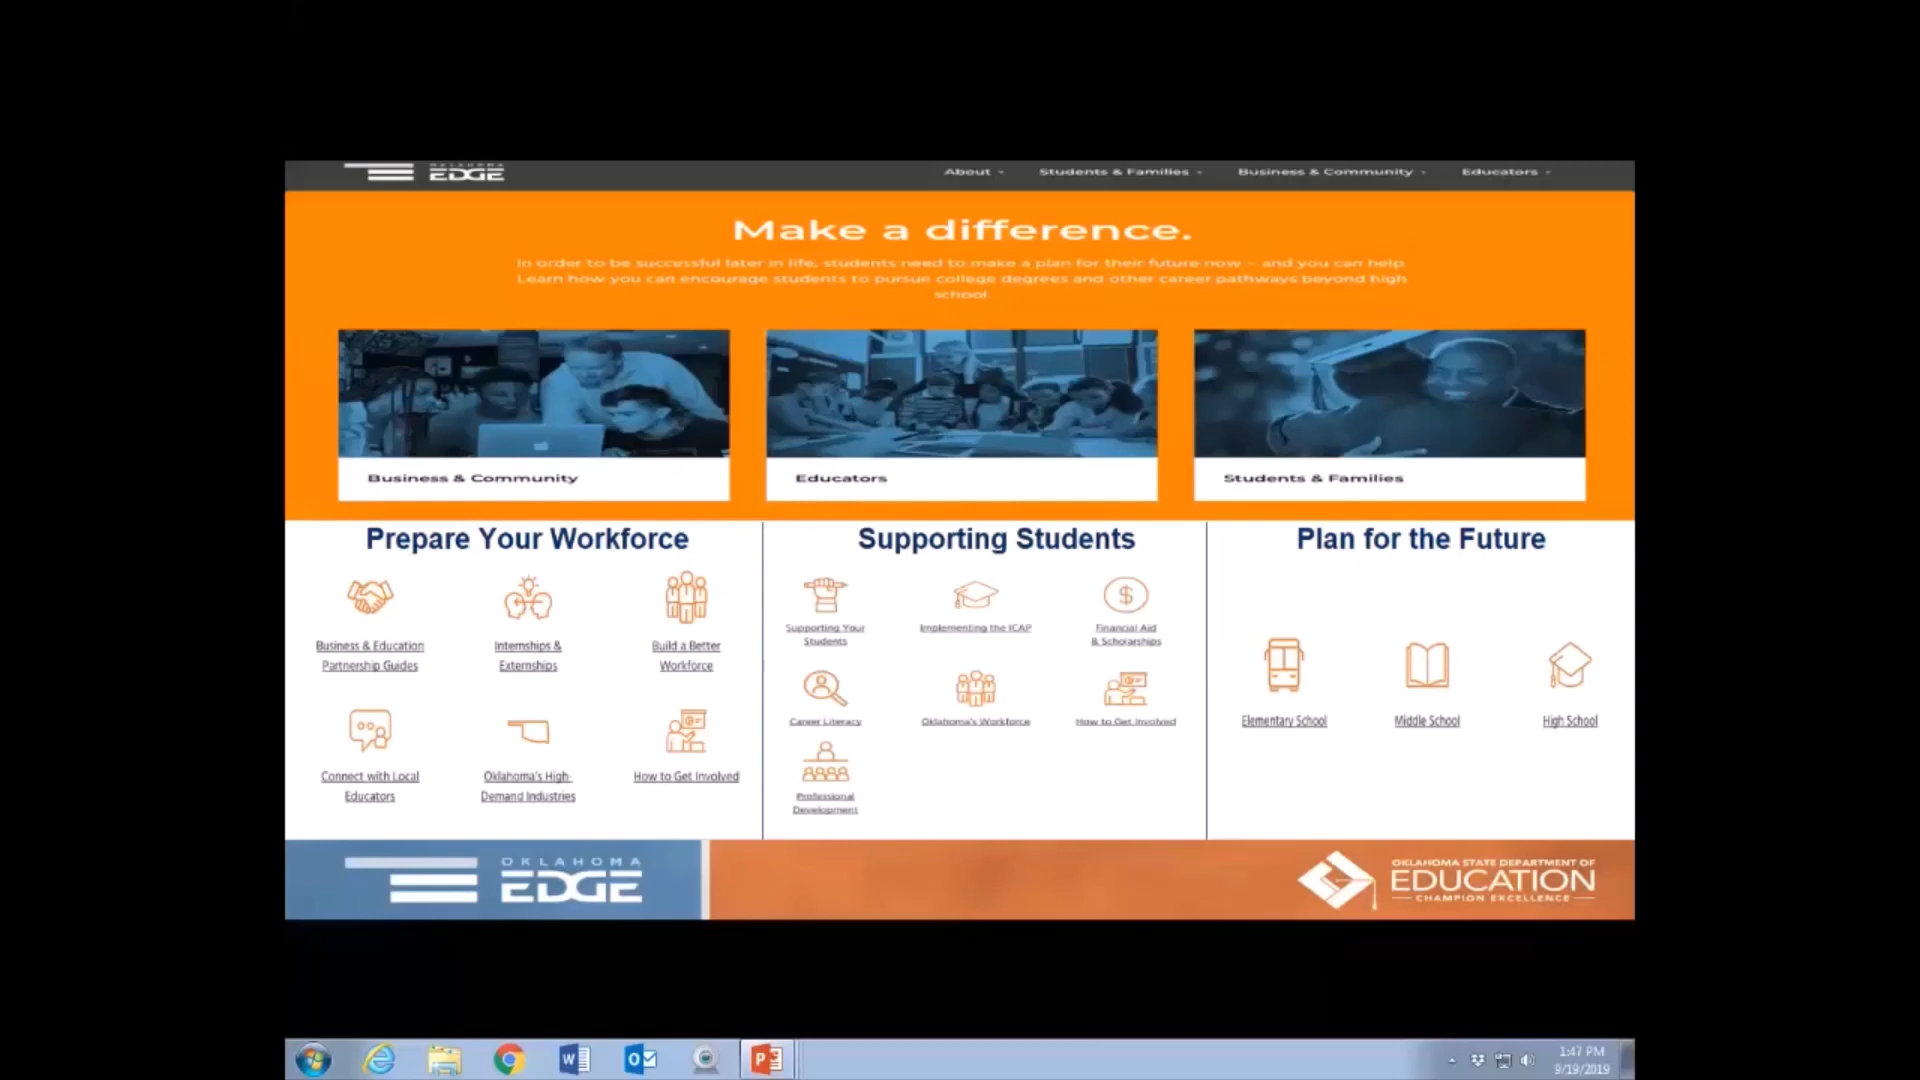 OKLAHOMA
EDGE
About
Students & Families
Business & Community
Educators
Make a difference.
In order to be successful later in life, students need to make a plan for their future now – and you can help.
Learn how you can encourage students to pursue college degrees and other career pathways beyond high
school
Business & Community
Educators
Students & Families
Prepare Your Workforce
Business & Education
Partnership Guides
Internships &
Externships
Build a Better
Workforce
Connect with Local
Educators
Oklahoma's High-
Demand Industries
How to Get Involved
Supporting Students
Supporting Your
Students
Implementing the ICAP
Financial Aid
& Scholarships
Career Literacy
Oklahoma's Workforce
How to Get Involved
Professional
Development
Plan for the Future
Elementary School
Middle School
High School
OKLAHOMA
EDGE
OKLAHOMA STATE DEPARTMENT OF
EDUCATION
CHAMPION EXCELLENCE
1:47 PM
9/19/2019